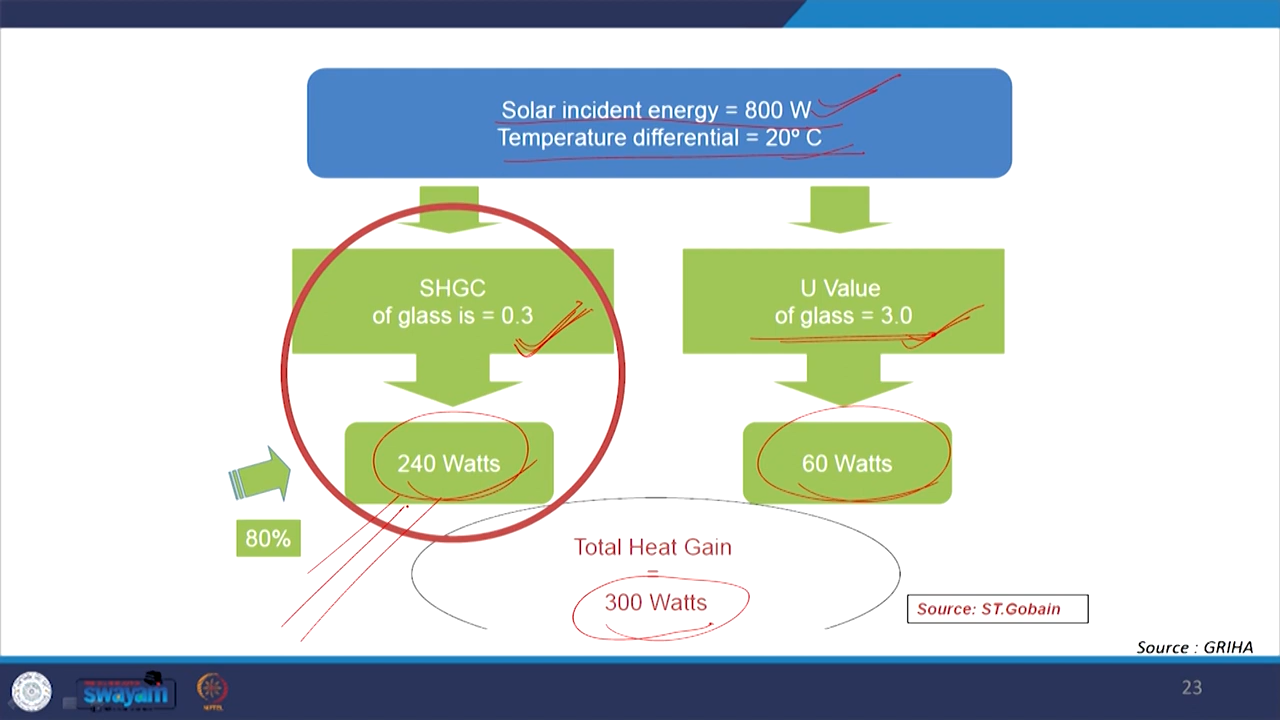 Solar incident energy = 800 W
Temperature differential = 20º C
SHGC
of glass is = 0.3
U Value
of glass = 3.0
240 Watts
60 Watts
80%
Total Heat Gain
=
300 Watts
Source: ST.Gobain
Source : GRIHA
swayam
23